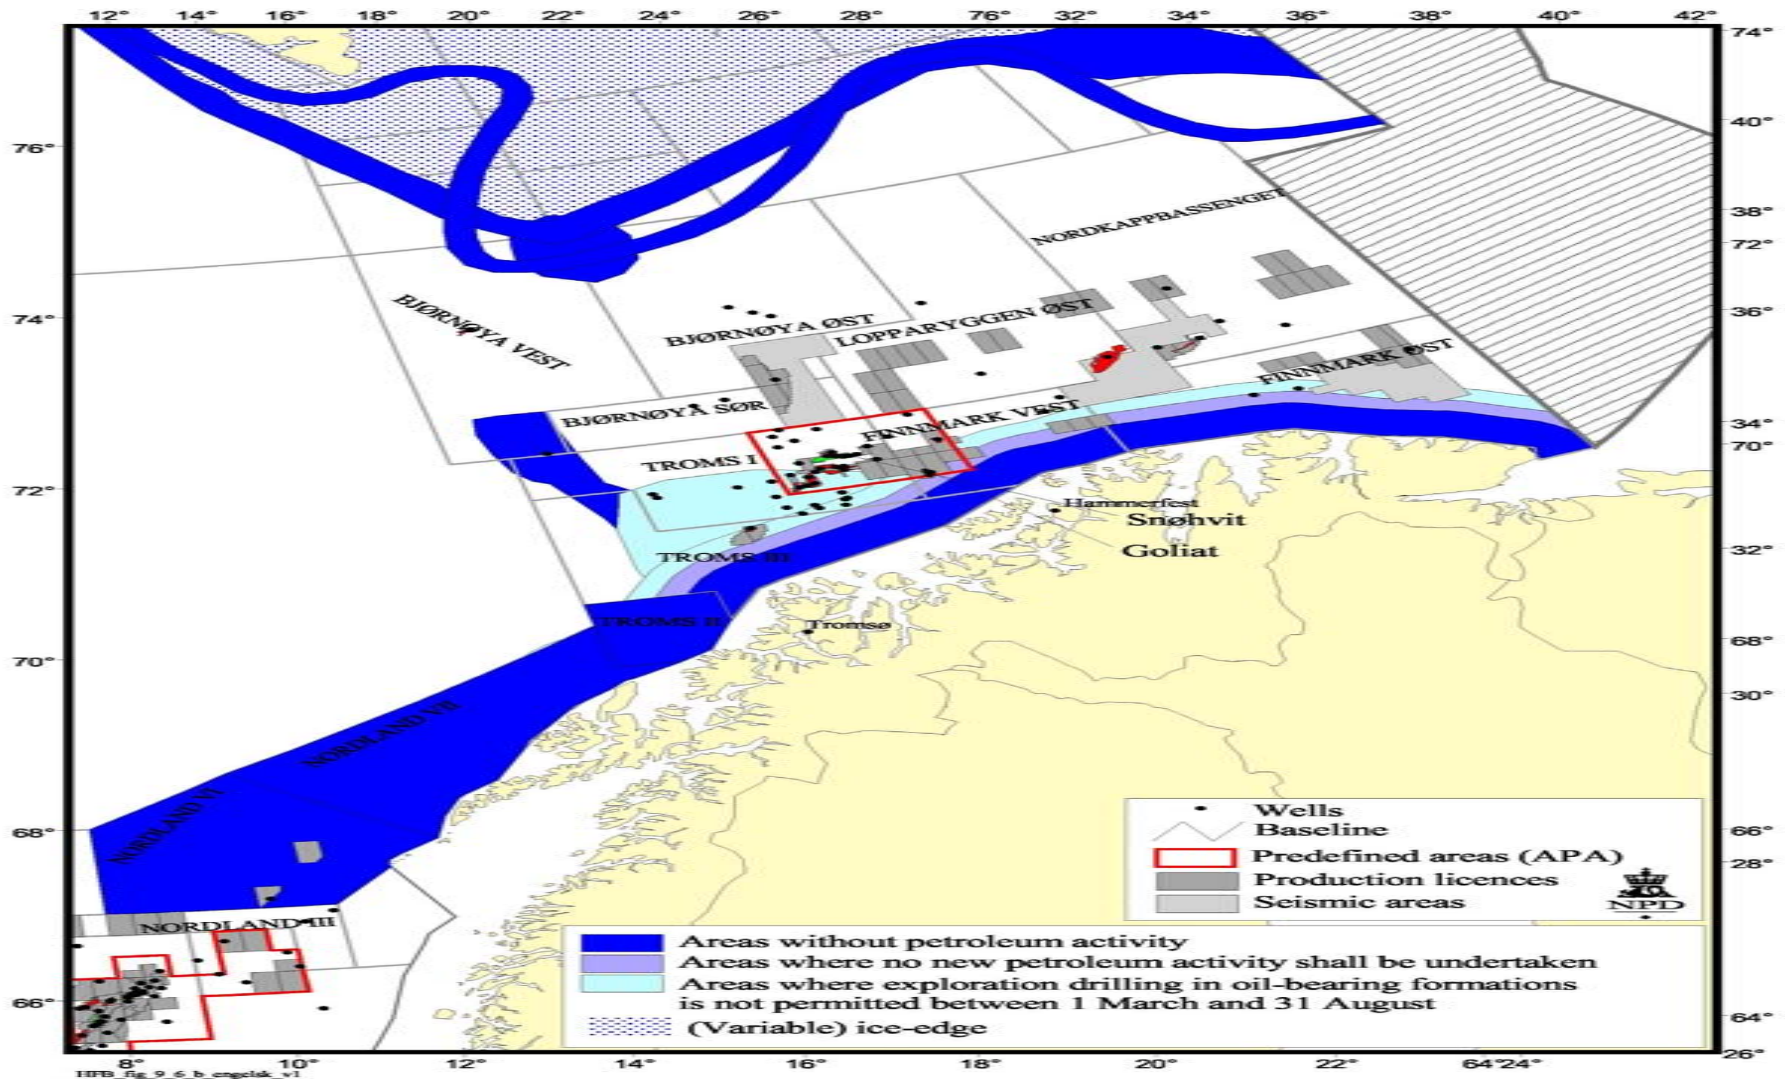 12° 14° 16° 20° 24° 26° 28° 76° 32° 34° 36° 38° 40° 42°
74°
40°
76°
38°
NORDKAPPBASSENGET
72°
BJØRNØYA VEST
36°
74°
BJØRNØYA ØST
LOPPARYGGEN ØST
FINNMARK ØST
BJØRNØYA SØR
FINNMARK VEST
34°
70°
TROMS I
72°
Hammerfest
Snøhvit
Goliat
32°
TROMS III
TROMS II
Tromsø
68°
70°
30°
NORDLAND VII
NORDLAND VI
68°
Wells
66°
Baseline
Predefined areas (APA)
28°
Production licences
Seismic areas
NPD
NORDLAND III
Areas without petroleum activity
Areas where no new petroleum activity shall be undertaken
Areas where exploration drilling in oil-bearing formations
is not permitted between 1 March and 31 August
66°
64°
(Variable) ice-edge
26°
8° 10° 12° 14° 16° 18° 20° 22° 64°24°
HFB_fig_9_6_b_engelsk_v1